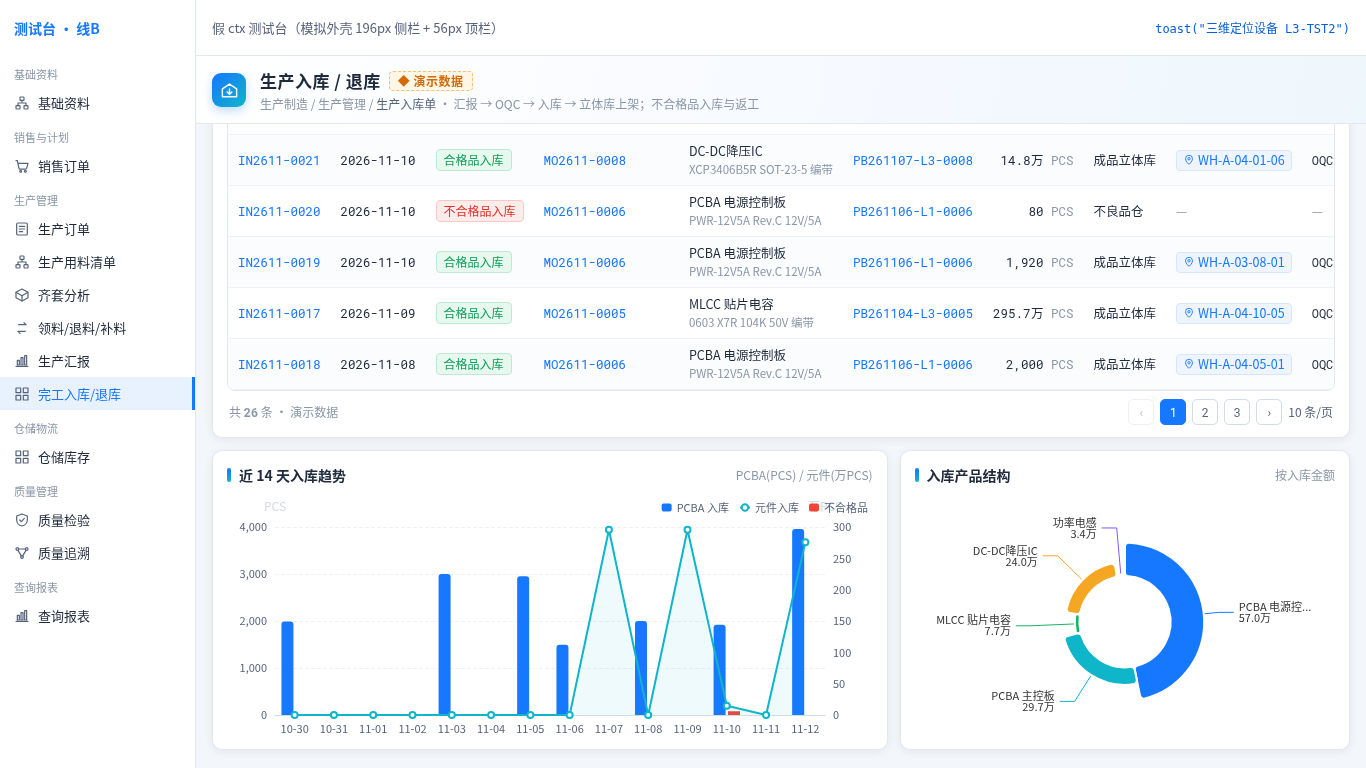 测试台 · 线B
基础资料
基础资料
销售与计划
销售订单
生产管理
生产订单
生产用料清单
齐套分析
领料/退料/补料
生产汇报
完工入库/退库
仓储物流
仓储库存
质量管理
质量检验
质量追溯
查询报表
查询报表
假 ctx 测试台（模拟外壳 196px 侧栏 + 56px 顶栏）
toast("三维定位设备 L3-TST2")
生产入库 / 退库 ◆ 演示数据
生产制造 / 生产管理 / 生产入库单 · 汇报 → OQC → 入库 → 立体库上架；不合格品入库与返工
IN2611-0021 2026-11-10 合格品入库 MO2611-0008 DC-DC降压IC PB261107-L3-0008 14.8万 PCS 成品立体库 WH-A-04-01-06 OQC
XCP3406B5R SOT-23-5 编带
IN2611-0020 2026-11-10 不合格品入库 MO2611-0006 PCBA 电源控制板 PB261106-L1-0006 80 PCS 不良品仓 — —
PWR-12V5A Rev.C 12V/5A
IN2611-0019 2026-11-10 合格品入库 MO2611-0006 PCBA 电源控制板 PB261106-L1-0006 1,920 PCS 成品立体库 WH-A-03-08-01 OQC
PWR-12V5A Rev.C 12V/5A
IN2611-0017 2026-11-09 合格品入库 MO2611-0005 MLCC 贴片电容 PB261104-L3-0005 295.7万 PCS 成品立体库 WH-A-04-10-05 OQC
0603 X7R 104K 50V 编带
IN2611-0018 2026-11-08 合格品入库 MO2611-0006 PCBA 电源控制板 PB261106-L1-0006 2,000 PCS 成品立体库 WH-A-04-05-01 OQC
PWR-12V5A Rev.C 12V/5A
共 26 条 · 演示数据
‹ 1 2 3 › 10 条/页
近 14 天入库趋势
PCBA(PCS) / 元件(万PCS)
PCS
PCBA 入库 元件入库 不合格品
4,000
3,000
2,000
1,000
0
300
250
200
150
100
50
0
10-30 10-31 11-01 11-02 11-03 11-04 11-05 11-06 11-07 11-08 11-09 11-10 11-11 11-12
入库产品结构
按入库金额
功率电感
3.4万
DC-DC降压IC
24.0万
MLCC 贴片电容
7.7万
PCBA 主控板
29.7万
PCBA 电源控...
57.0万